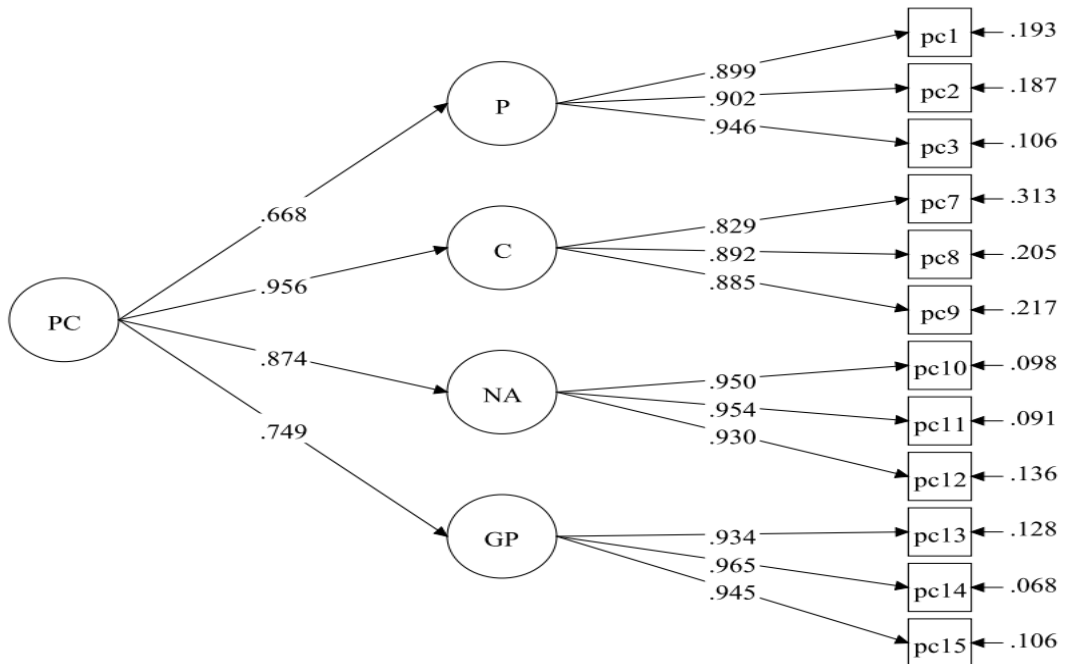 pc1
.193
.899
P
.902
pc2
.187
.946
pc3
.106
.668
pc7
.313
.829
C
.892
pc8
.205
.956
.885
pc9
.217
PC
.874
pc10
.098
.950
NA
.954
pc11
.091
.749
.930
pc12
.136
pc13
.128
.934
GP
.965
pc14
.068
.945
pc15
.106